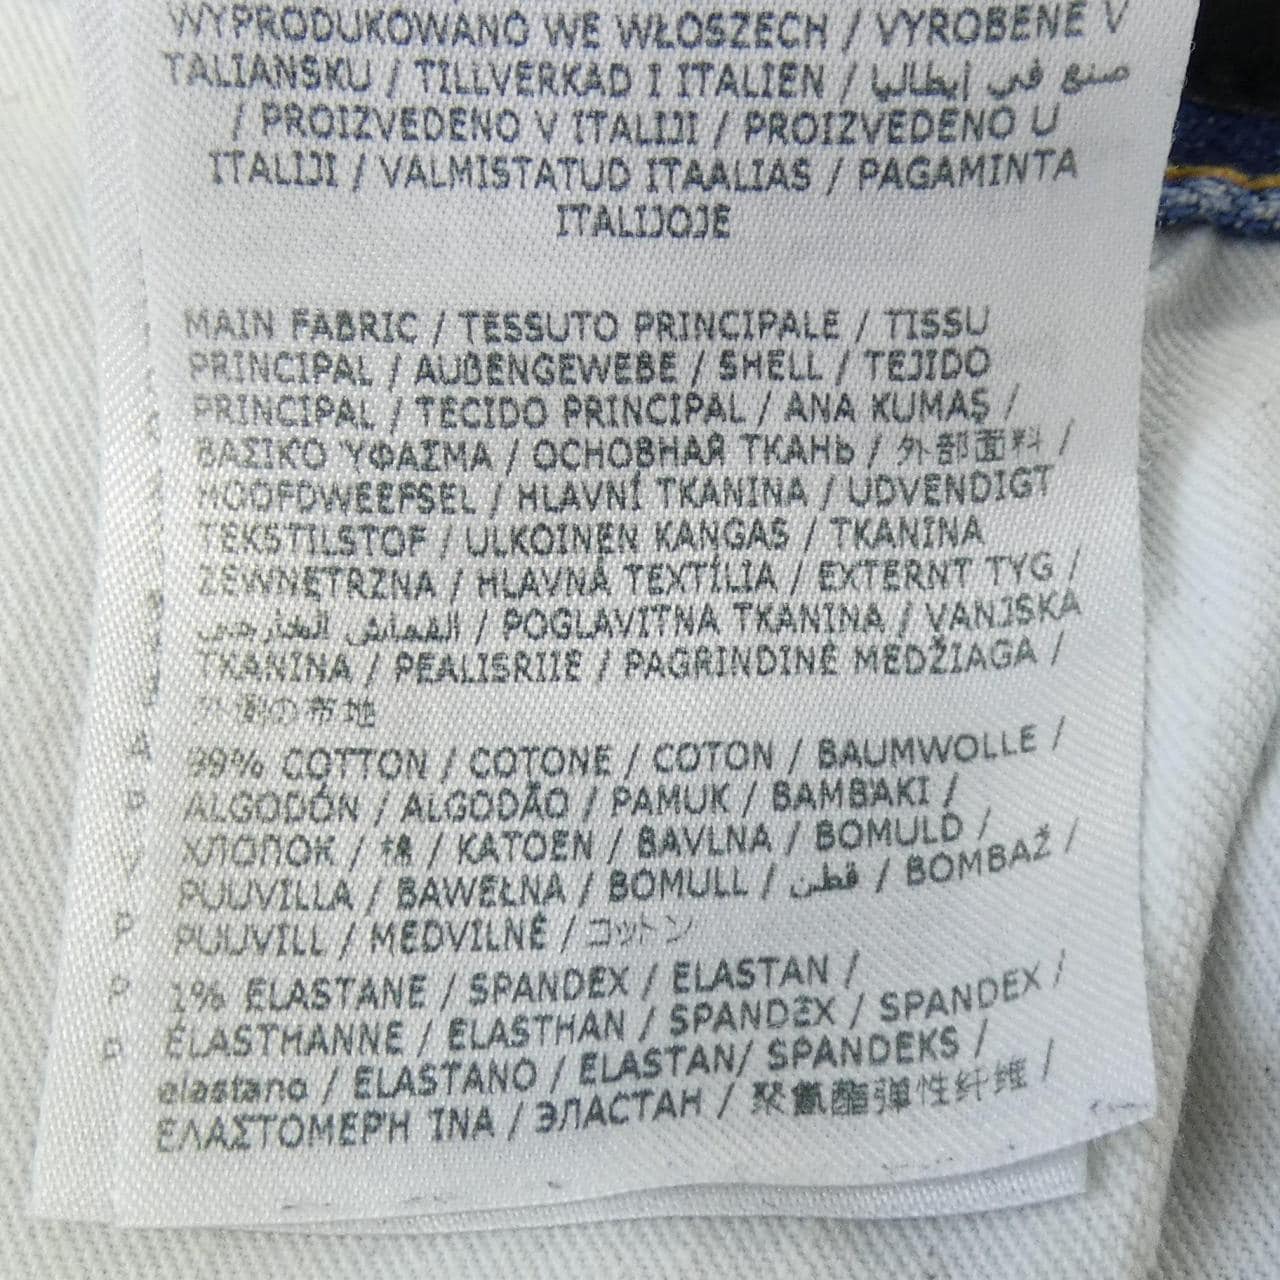 WYPRODUKOWANO WE WŁOSZECH / VYROBENÉ V
TALIANSKU / TILLVERKAD I ITALIEN / صنع في إيطاليا
/ PROIZVEDENO V ITALIJI / PROIZVEDENO U
ITALIJI / VALMISTATUD ITAALIAS / PAGAMINTA
ITALIJOJE
MAIN FABRIC / TESSUTO PRINCIPALE / TISSU
PRINCIPAL / AUßENGEWEBE / SHELL / TEJIDO
PRINCIPAL / TECIDO PRINCIPAL / ANA KUMAŞ /
ΒΑΣΙΚΟ ΥΦΑΣΜΑ / ОСНОВНАЯ ТКАНЬ / 外部面料 /
HOOFDWEEFSEL / HLAVNÍ TKANINA / UDVENDIGT
TEKSTILSTOF / ULKOINEN KANGAS / TKANINA
ZEWNĘTRZNA / HLAVNÁ TEXTÍLIA / EXTERNT TYG /
القماش الخارجي / POGLAVITNA TKANINA / VANJSKA
TKANINA / PEALISRIIE / PAGRINDINĖ MEDŽIAGA /
外側の布地
99% COTTON / COTONE / COTON / BAUMWOLLE /
ALGODÓN / ALGODÃO / PAMUK / ΒΑΜΒΑΚΙ /
ХЛОПОК / 棉 / KATOEN / BAVLNA / BOMULD /
PUUVILLA / BAWEŁNA / BOMULL / قطن / BOMBAŽ /
PUUVILL / MEDVILNĖ / コットン
1% ELASTANE / SPANDEX / ELASTAN /
ÉLASTHANNE / ELASTHAN / SPANDEX / SPANDEX /
elastano / ELASTANO / ELASTAN/ SPANDEKS /
ΕΛΑΣΤΟΜΕΡΗ ΊΝΑ / ЭЛАСТАН / 聚氨酯弹性纤维 /